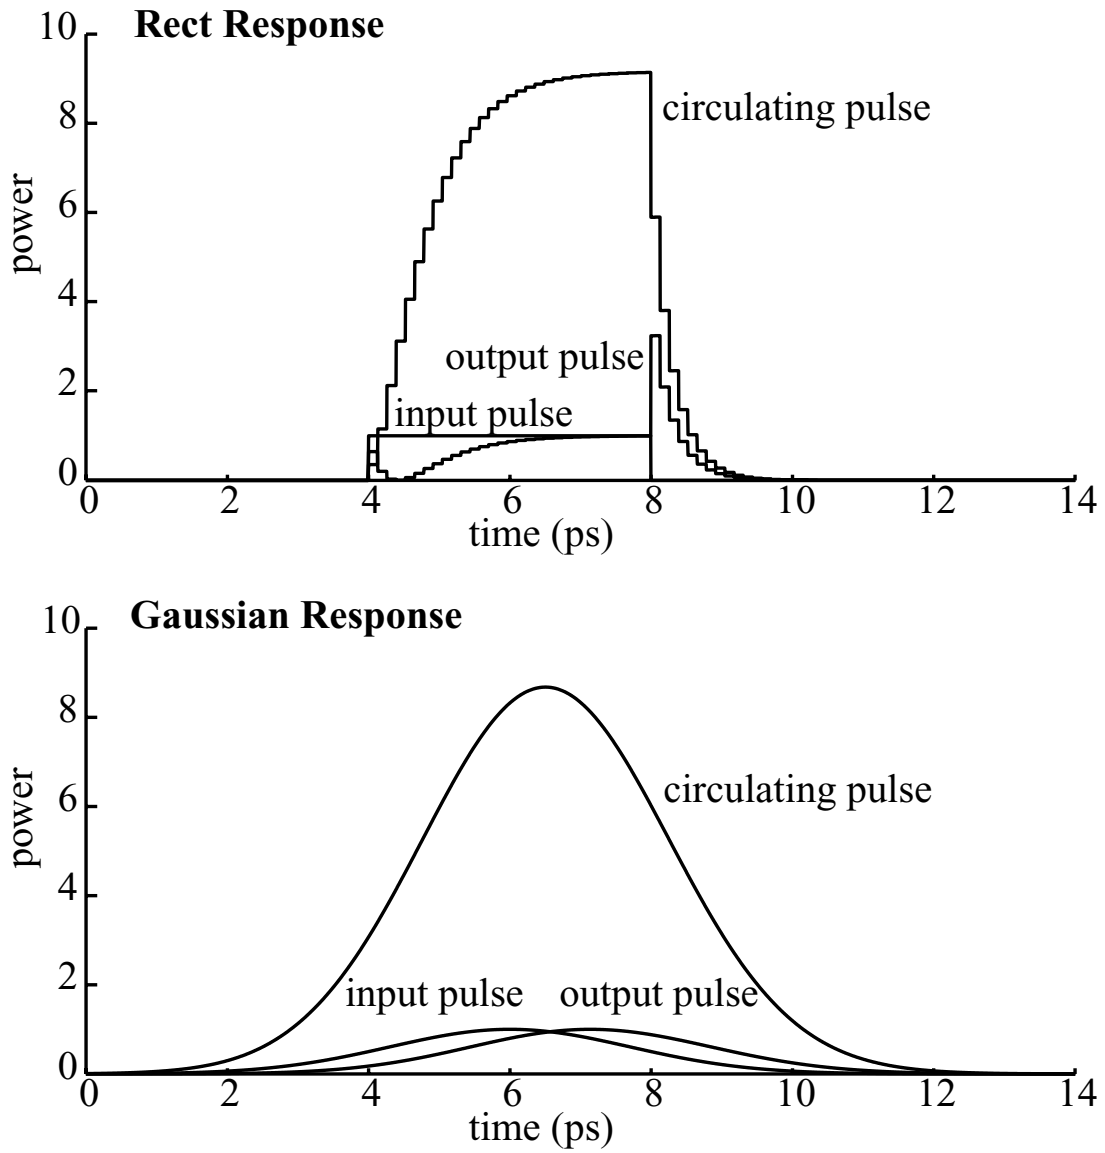 Rect Response
10
8
6
4
2
0
power
circulating pulse
output pulse
input pulse
0 2 4 6 8 10 12 14
time (ps)
Gaussian Response
10
8
6
4
2
0
power
circulating pulse
input pulse output pulse
0 2 4 6 8 10 12 14
time (ps)